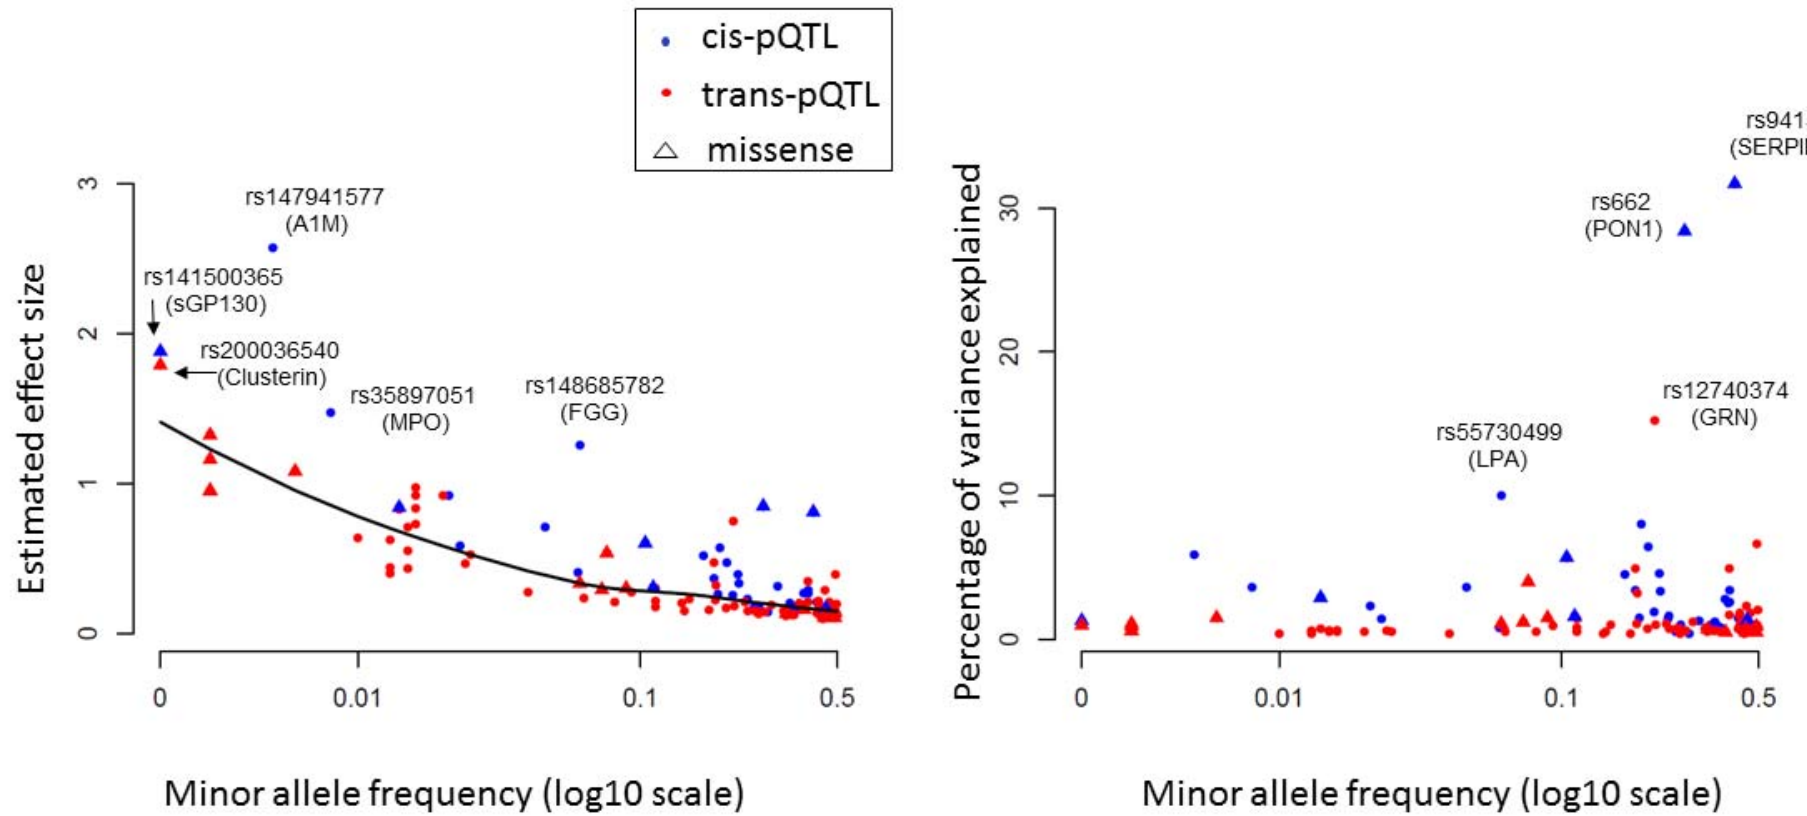 cis-pQTL
trans-pQTL
missense
Estimated effect size
3
2
1
0
rs147941577
(A1M)
rs141500365
(sGP130)
rs200036540
(Clusterin)
rs35897051
(MPO)
rs148685782
(FGG)
0
0.01
0.1
0.5
Minor allele frequency (log10 scale)
Percentage of variance explained
30
20
10
0
rs941
(SERPI
rs662
(PON1)
rs12740374
(GRN)
rs55730499
(LPA)
0
0.01
0.1
0.5
Minor allele frequency (log10 scale)